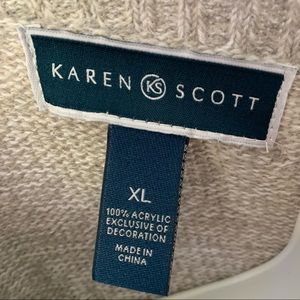 KAREN KS SCOTT
XL
100% ACRYLIC
EXCLUSIVE OF
DECORATION
MADE IN
CHINA